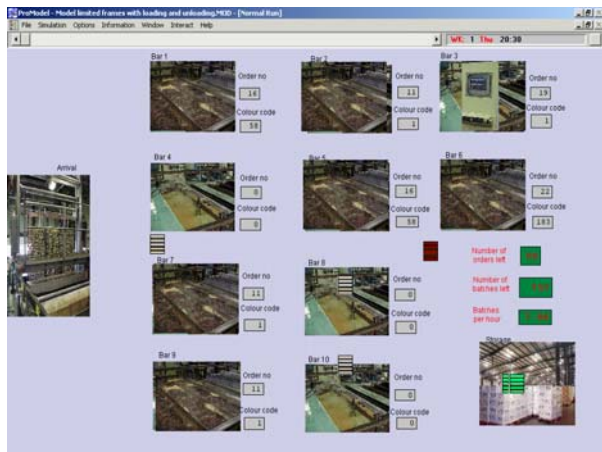 ProModel - Model limited frames with loading and unloading.MOD - [Normal Run]
File Simulation Options Information Window Interact Help
WK: 1 Thu 20:30
Bar 1
Order no
16
Colour code
58
Bar 2
Order no
11
Colour code
1
Bar 3
Order no
19
Colour code
1
Arrival
Bar 4
Order no
0
Colour code
0
Bar 5
Order no
16
Colour code
58
Bar 6
Order no
22
Colour code
183
Number of
orders left
Number of
batches left
Batches
per hour
Bar 7
Order no
11
Colour code
1
Bar 8
Order no
0
Colour code
0
Bar 9
Order no
11
Colour code
1
Bar 10
Order no
0
Colour code
0
Storage